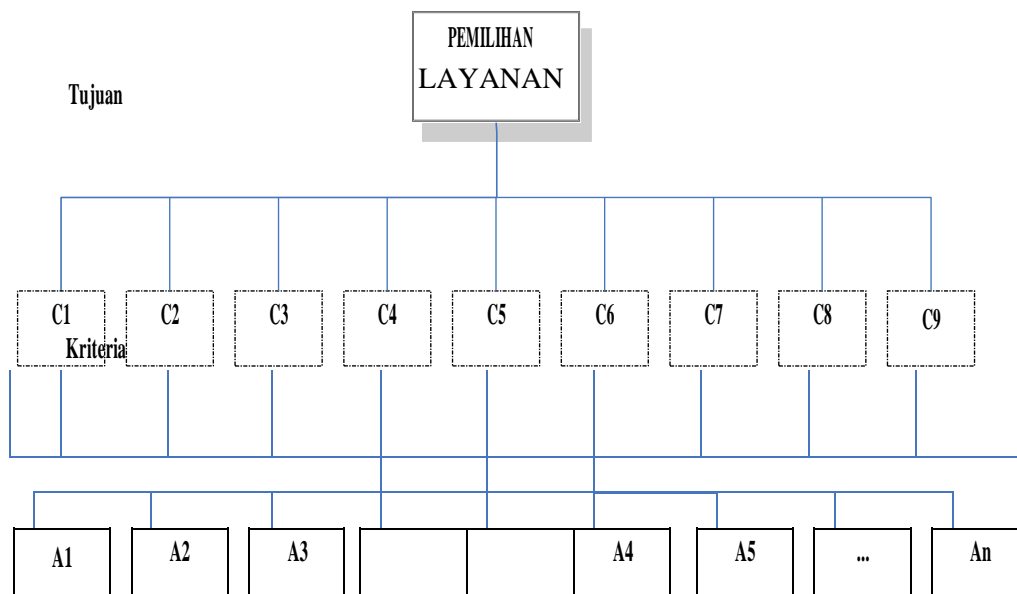 PEMILIHAN
LAYANAN
Tujuan
C1 C2 C3 C4 C5 C6 C7 C8 C9
Kriteria
A1 A2 A3 A4 A5 ... An